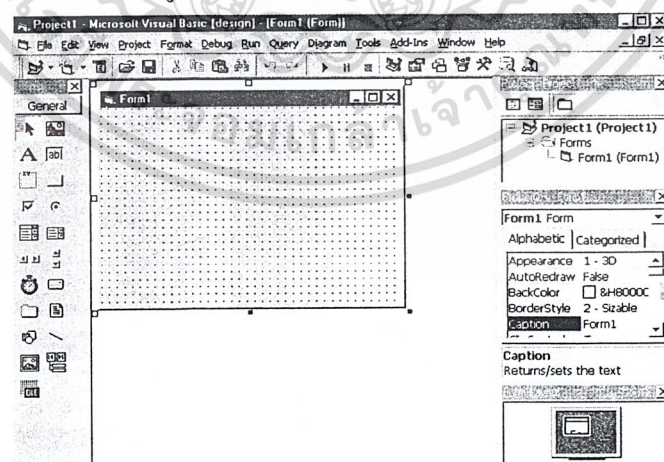 Project1 - Microsoft Visual Basic [design] - [Form1 (Form)]
File Edit View Project Format Debug Run Query Diagram Tools Add-Ins Window Help
General
Form1
A ab
Project1 (Project1)
Forms
Form1 (Form1)
Form1 Form
Alphabetic Categorized
Appearance 1 - 3D
AutoRedraw False
BackColor &H8000C
BorderStyle 2 - Sizable
Caption Form1
Caption
Returns/sets the text
OLE